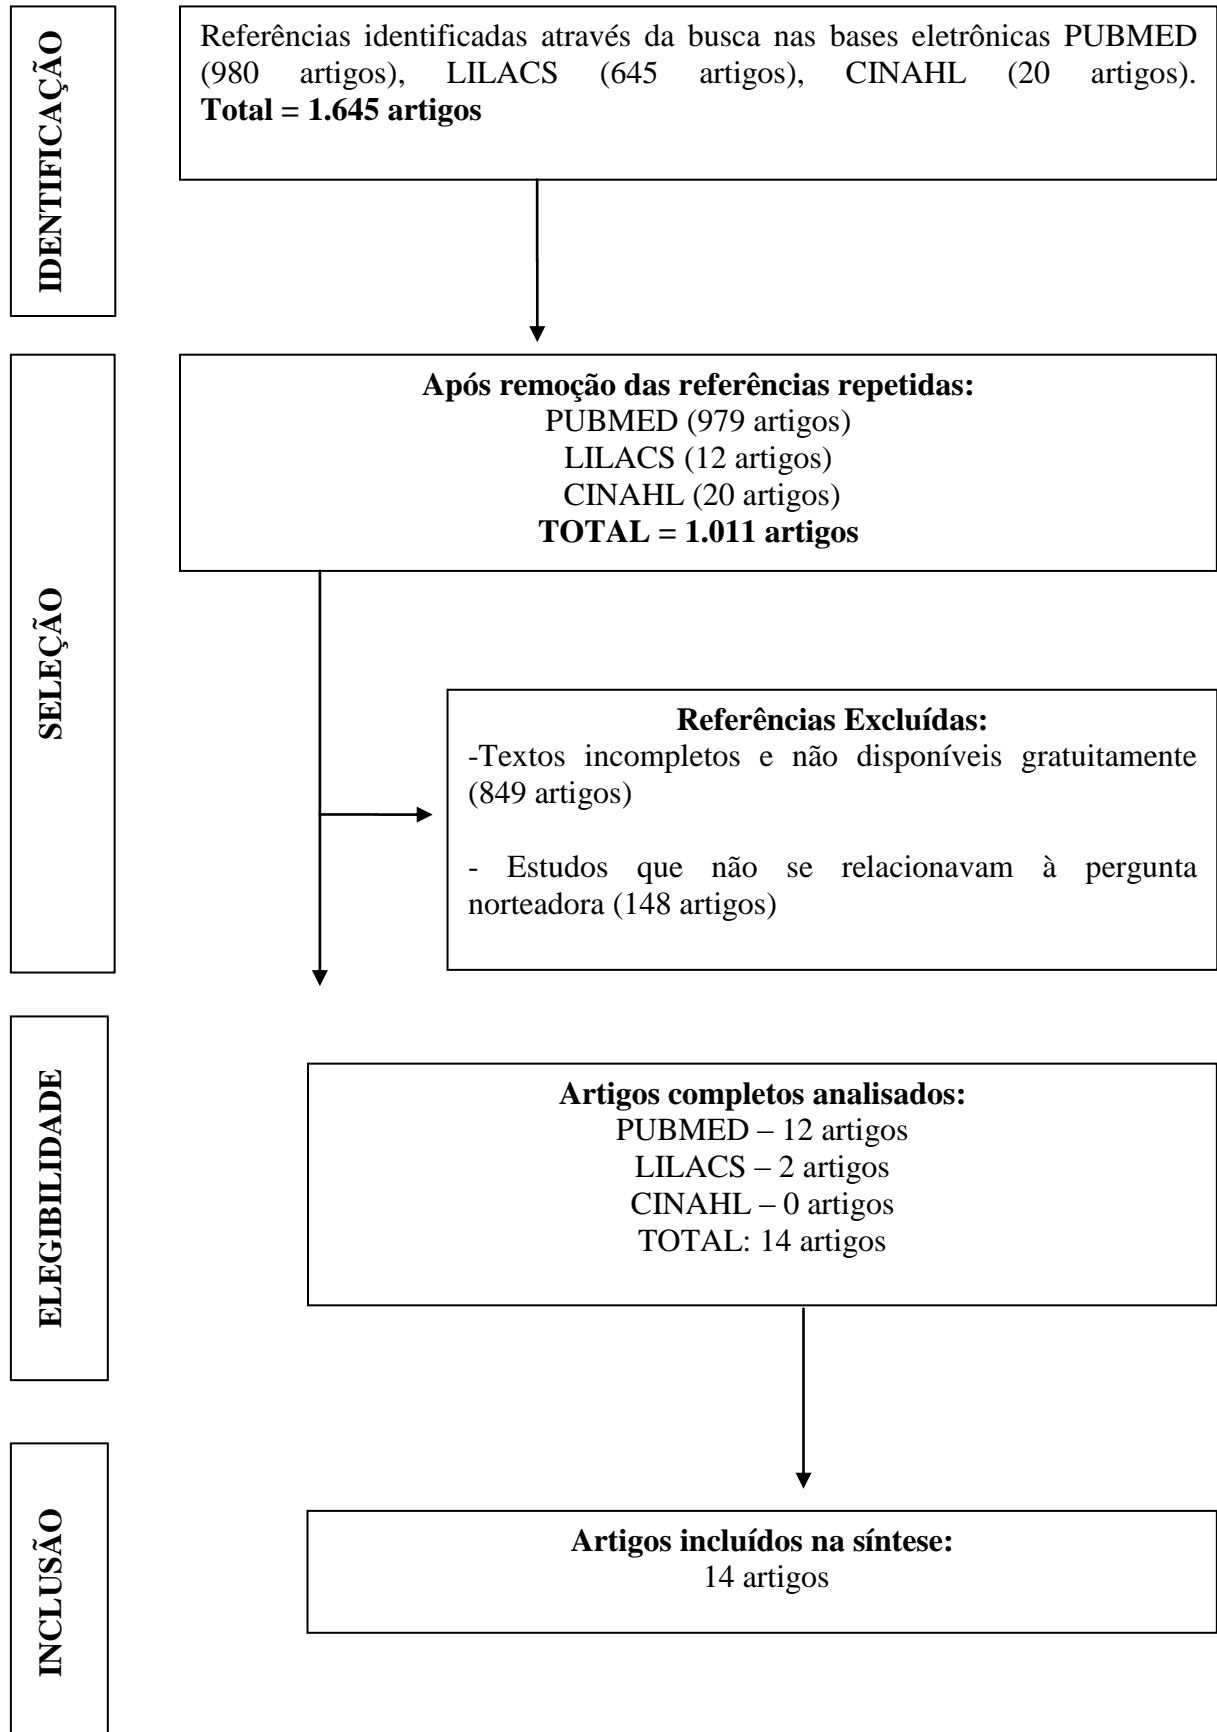 IDENTIFICAÇÃO
Referências identificadas através da busca nas bases eletrônicas PUBMED
(980 artigos), LILACS (645 artigos), CINAHL (20 artigos).
Total = 1.645 artigos
SELEÇÃO
Após remoção das referências repetidas:
PUBMED (979 artigos)
LILACS (12 artigos)
CINAHL (20 artigos)
TOTAL = 1.011 artigos
Referências Excluídas:
-Textos incompletos e não disponíveis gratuitamente
(849 artigos)
- Estudos que não se relacionavam à pergunta
norteadora (148 artigos)
ELEGIBILIDADE
Artigos completos analisados:
PUBMED – 12 artigos
LILACS – 2 artigos
CINAHL – 0 artigos
TOTAL: 14 artigos
INCLUSÃO
Artigos incluídos na síntese:
14 artigos